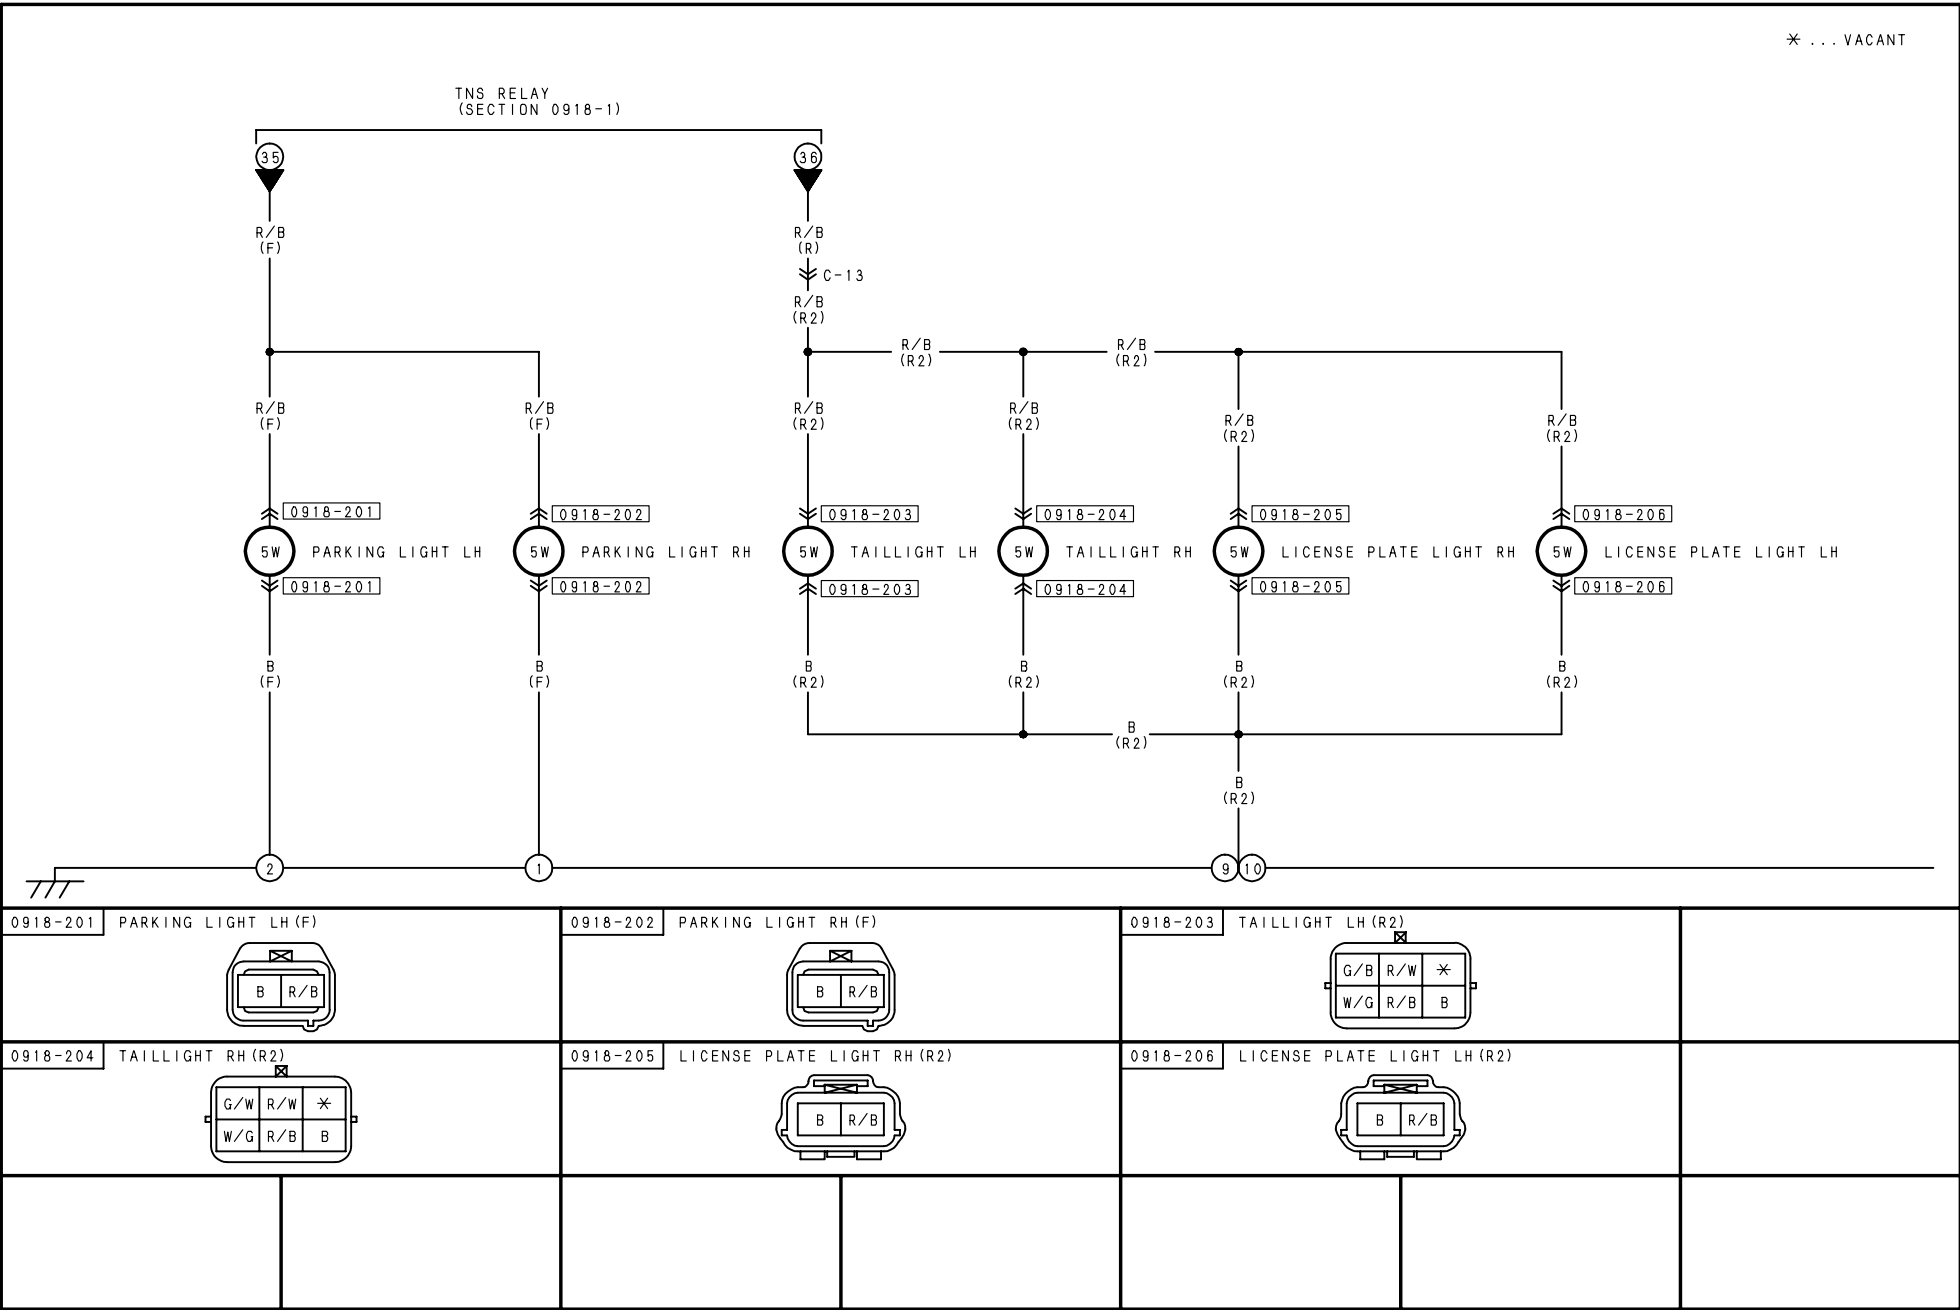 ✳ ... VACANT
TNS RELAY
(SECTION 0918-1)
35 36
R/B R/B
(F) (R)
C-13
R/B
(R2)
R/B R/B
(R2) (R2)
R/B R/B R/B R/B
(F) (F) (R2) (R2)
R/B R/B
(R2) (R2)
0918-201 0918-202 0918-203 0918-204 0918-205 0918-206
5W PARKING LIGHT LH 5W PARKING LIGHT RH 5W TAILLIGHT LH 5W TAILLIGHT RH 5W LICENSE PLATE LIGHT RH 5W LICENSE PLATE LIGHT LH
0918-201 0918-202 0918-203 0918-204 0918-205 0918-206
B B B B B B
(F) (F) (R2) (R2) (R2) (R2)
B
(R2)
B
(R2)
2 1 9 10
0918-201 PARKING LIGHT LH(F)
B R/B
0918-202 PARKING LIGHT RH(F)
B R/B
0918-203 TAILLIGHT LH(R2)
G/B R/W ✳
W/G R/B B
0918-204 TAILLIGHT RH(R2)
G/W R/W ✳
W/G R/B B
0918-205 LICENSE PLATE LIGHT RH(R2)
B R/B
0918-206 LICENSE PLATE LIGHT LH(R2)
B R/B